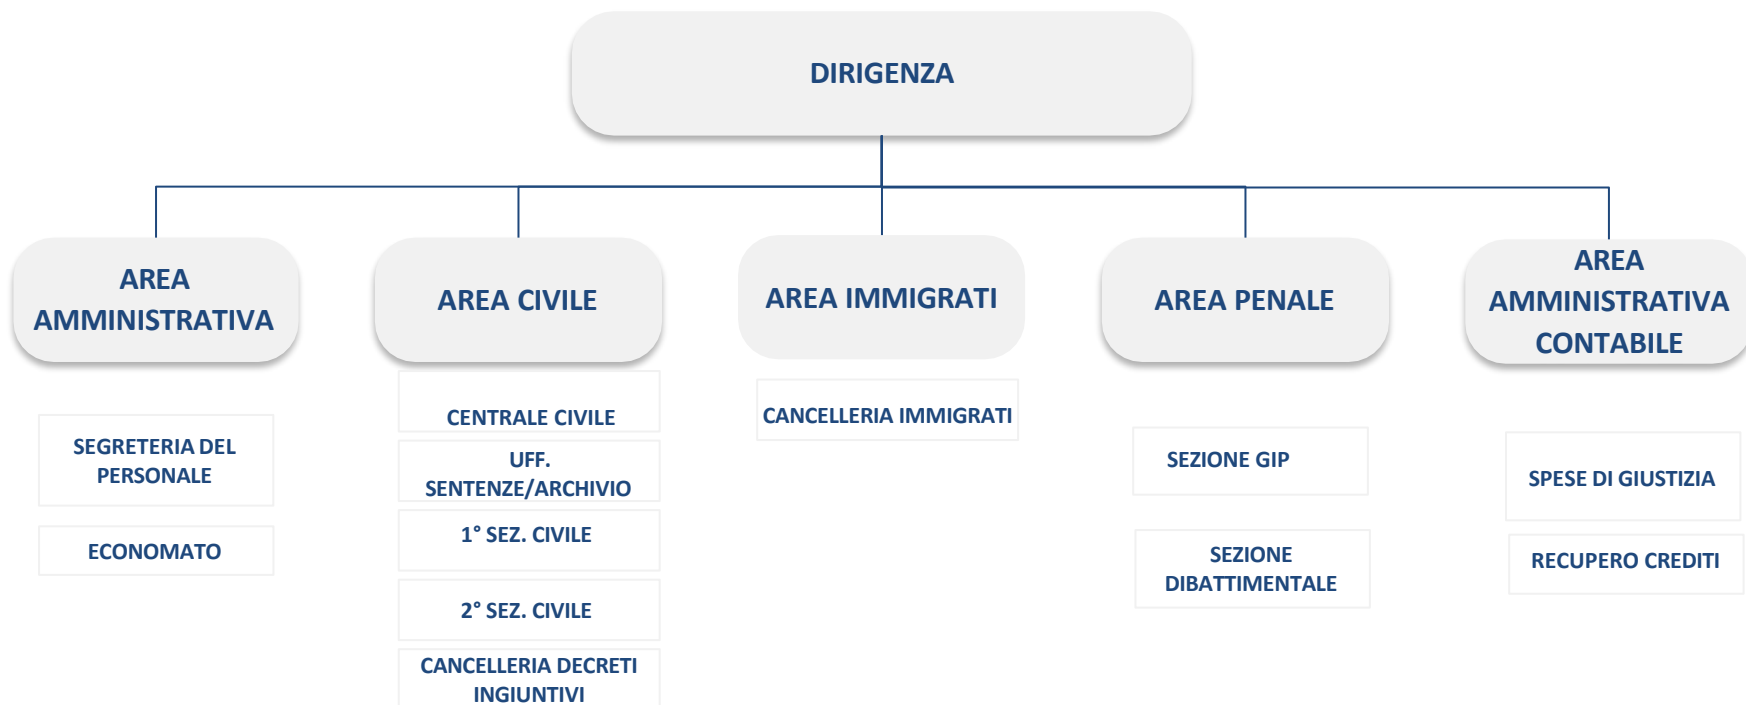 DIRIGENZA
AREA
AMMINISTRATIVA
SEGRETERIA DEL
PERSONALE
ECONOMATO
AREA CIVILE
CENTRALE CIVILE
UFF.
SENTENZE/ARCHIVIO
1° SEZ. CIVILE
2° SEZ. CIVILE
CANCELLERIA DECRETI
INGIUNTIVI
AREA IMMIGRATI
CANCELLERIA IMMIGRATI
AREA PENALE
SEZIONE GIP
SEZIONE
DIBATTIMENTALE
AREA
AMMINISTRATIVA
CONTABILE
SPESE DI GIUSTIZIA
RECUPERO CREDITI